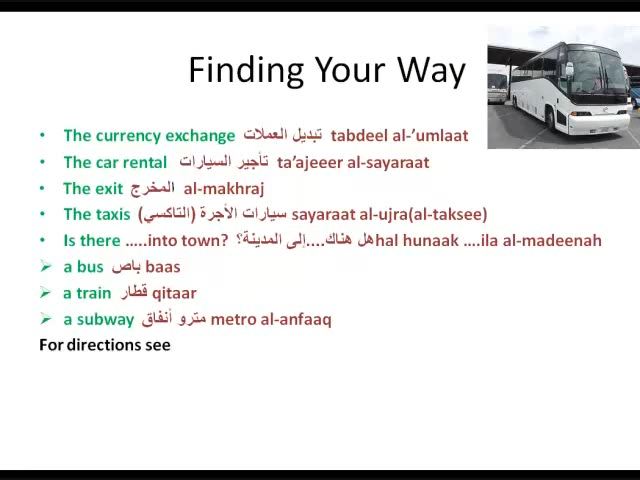 Finding Your Way
• The currency exchange تبديل العملات tabdeel al-'umlaat
• The car rental تأجير السيارات ta'ajeeer al-sayaraat
• The exit المخرج al-makhraj
• The taxis سيارات الأجرة (التاكسي) sayaraat al-ujra(al-taksee)
• Is there .....into town? هل هناك....إلى المدينة؟ hal hunaak ....ila al-madeenah
➢ a bus باص baas
➢ a train قطار qitaar
➢ a subway مترو أنفاق metro al-anfaaq
For directions see